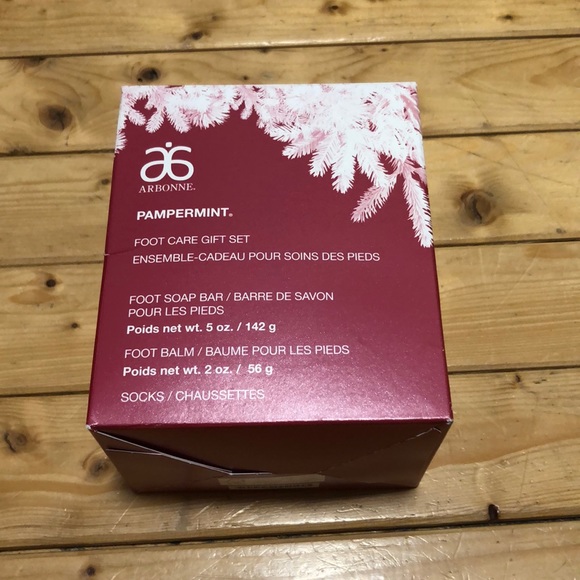 ARBONNE.
PAMPERMINT®
FOOT CARE GIFT SET
ENSEMBLE-CADEAU POUR SOINS DES PIEDS
FOOT SOAP BAR / BARRE DE SAVON
POUR LES PIEDS
Poids net wt. 5 oz. / 142 g
FOOT BALM / BAUME POUR LES PIEDS
Poids net wt. 2 oz. / 56 g
SOCKS / CHAUSSETTES